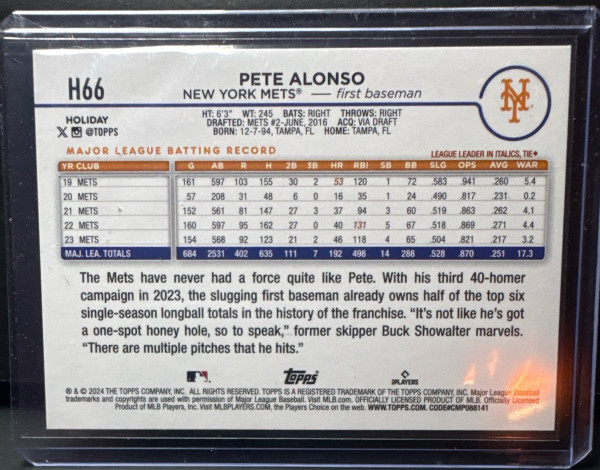 H66
PETE ALONSO
NEW YORK METS® — first baseman
NY
HOLIDAY
X @TOPPS
HT: 6'3" WT: 245 BATS: RIGHT THROWS: RIGHT
DRAFTED: METS #2-JUNE, 2016 ACQ: VIA DRAFT
BORN: 12-7-94, TAMPA, FL HOME: TAMPA, FL
MAJOR LEAGUE BATTING RECORD LEAGUE LEADER IN ITALICS, TIE♦
YR CLUB G AB R H 2B 3B HR RBI SB BB SLG OPS AVG WAR
19 METS 161 597 103 155 30 2 53 120 1 72 .583 .941 .260 5.4
20 METS 57 208 31 48 6 0 16 35 1 24 .490 .817 .231 0.2
21 METS 152 561 81 147 27 3 37 94 3 60 .519 .863 .262 4.1
22 METS 160 597 95 162 27 0 40 131 5 67 .518 .869 .271 4.4
23 METS 154 568 92 123 21 2 46 118 4 65 .504 .821 .217 3.2
MAJ. LEA. TOTALS 684 2531 402 635 111 7 192 498 14 288 .528 .870 .251 17.3
The Mets have never had a force quite like Pete. With his third 40-homer
campaign in 2023, the slugging first baseman already owns half of the top six
single-season longball totals in the history of the franchise. "It's not like he's got
a one-spot honey hole, so to speak," former skipper Buck Showalter marvels.
"There are multiple pitches that he hits."
Topps
PLAYERS
® & © 2024 THE TOPPS COMPANY, INC. ALL RIGHTS RESERVED. TOPPS IS A REGISTERED TRADEMARK OF THE TOPPS COMPANY, INC. Major League Baseball
trademarks and copyrights are used with permission of Major League Baseball. Visit MLB.COM. OFFICIALLY LICENSED PRODUCT OF MLB. Officially Licensed
Product of MLB Players, Inc. Visit MLBPLAYERS.COM, the Players Choice on the web. WWW.TOPPS.COM. CODE#CMP088141